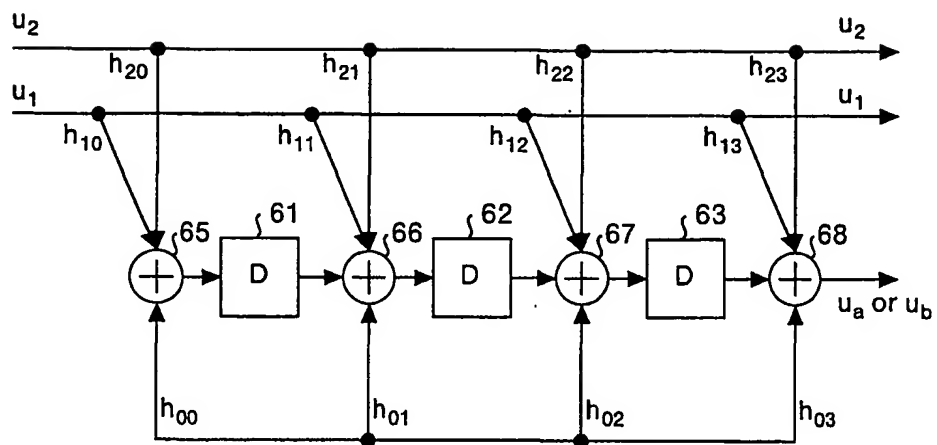 u₂ u₂
h₂₀ h₂₁ h₂₂ h₂₃
u₁ u₁
h₁₀ h₁₁ h₁₂ h₁₃
65 61 66 62 67 63 68
+ D + D + D +
uₐ or u_b
h₀₀ h₀₁ h₀₂ h₀₃